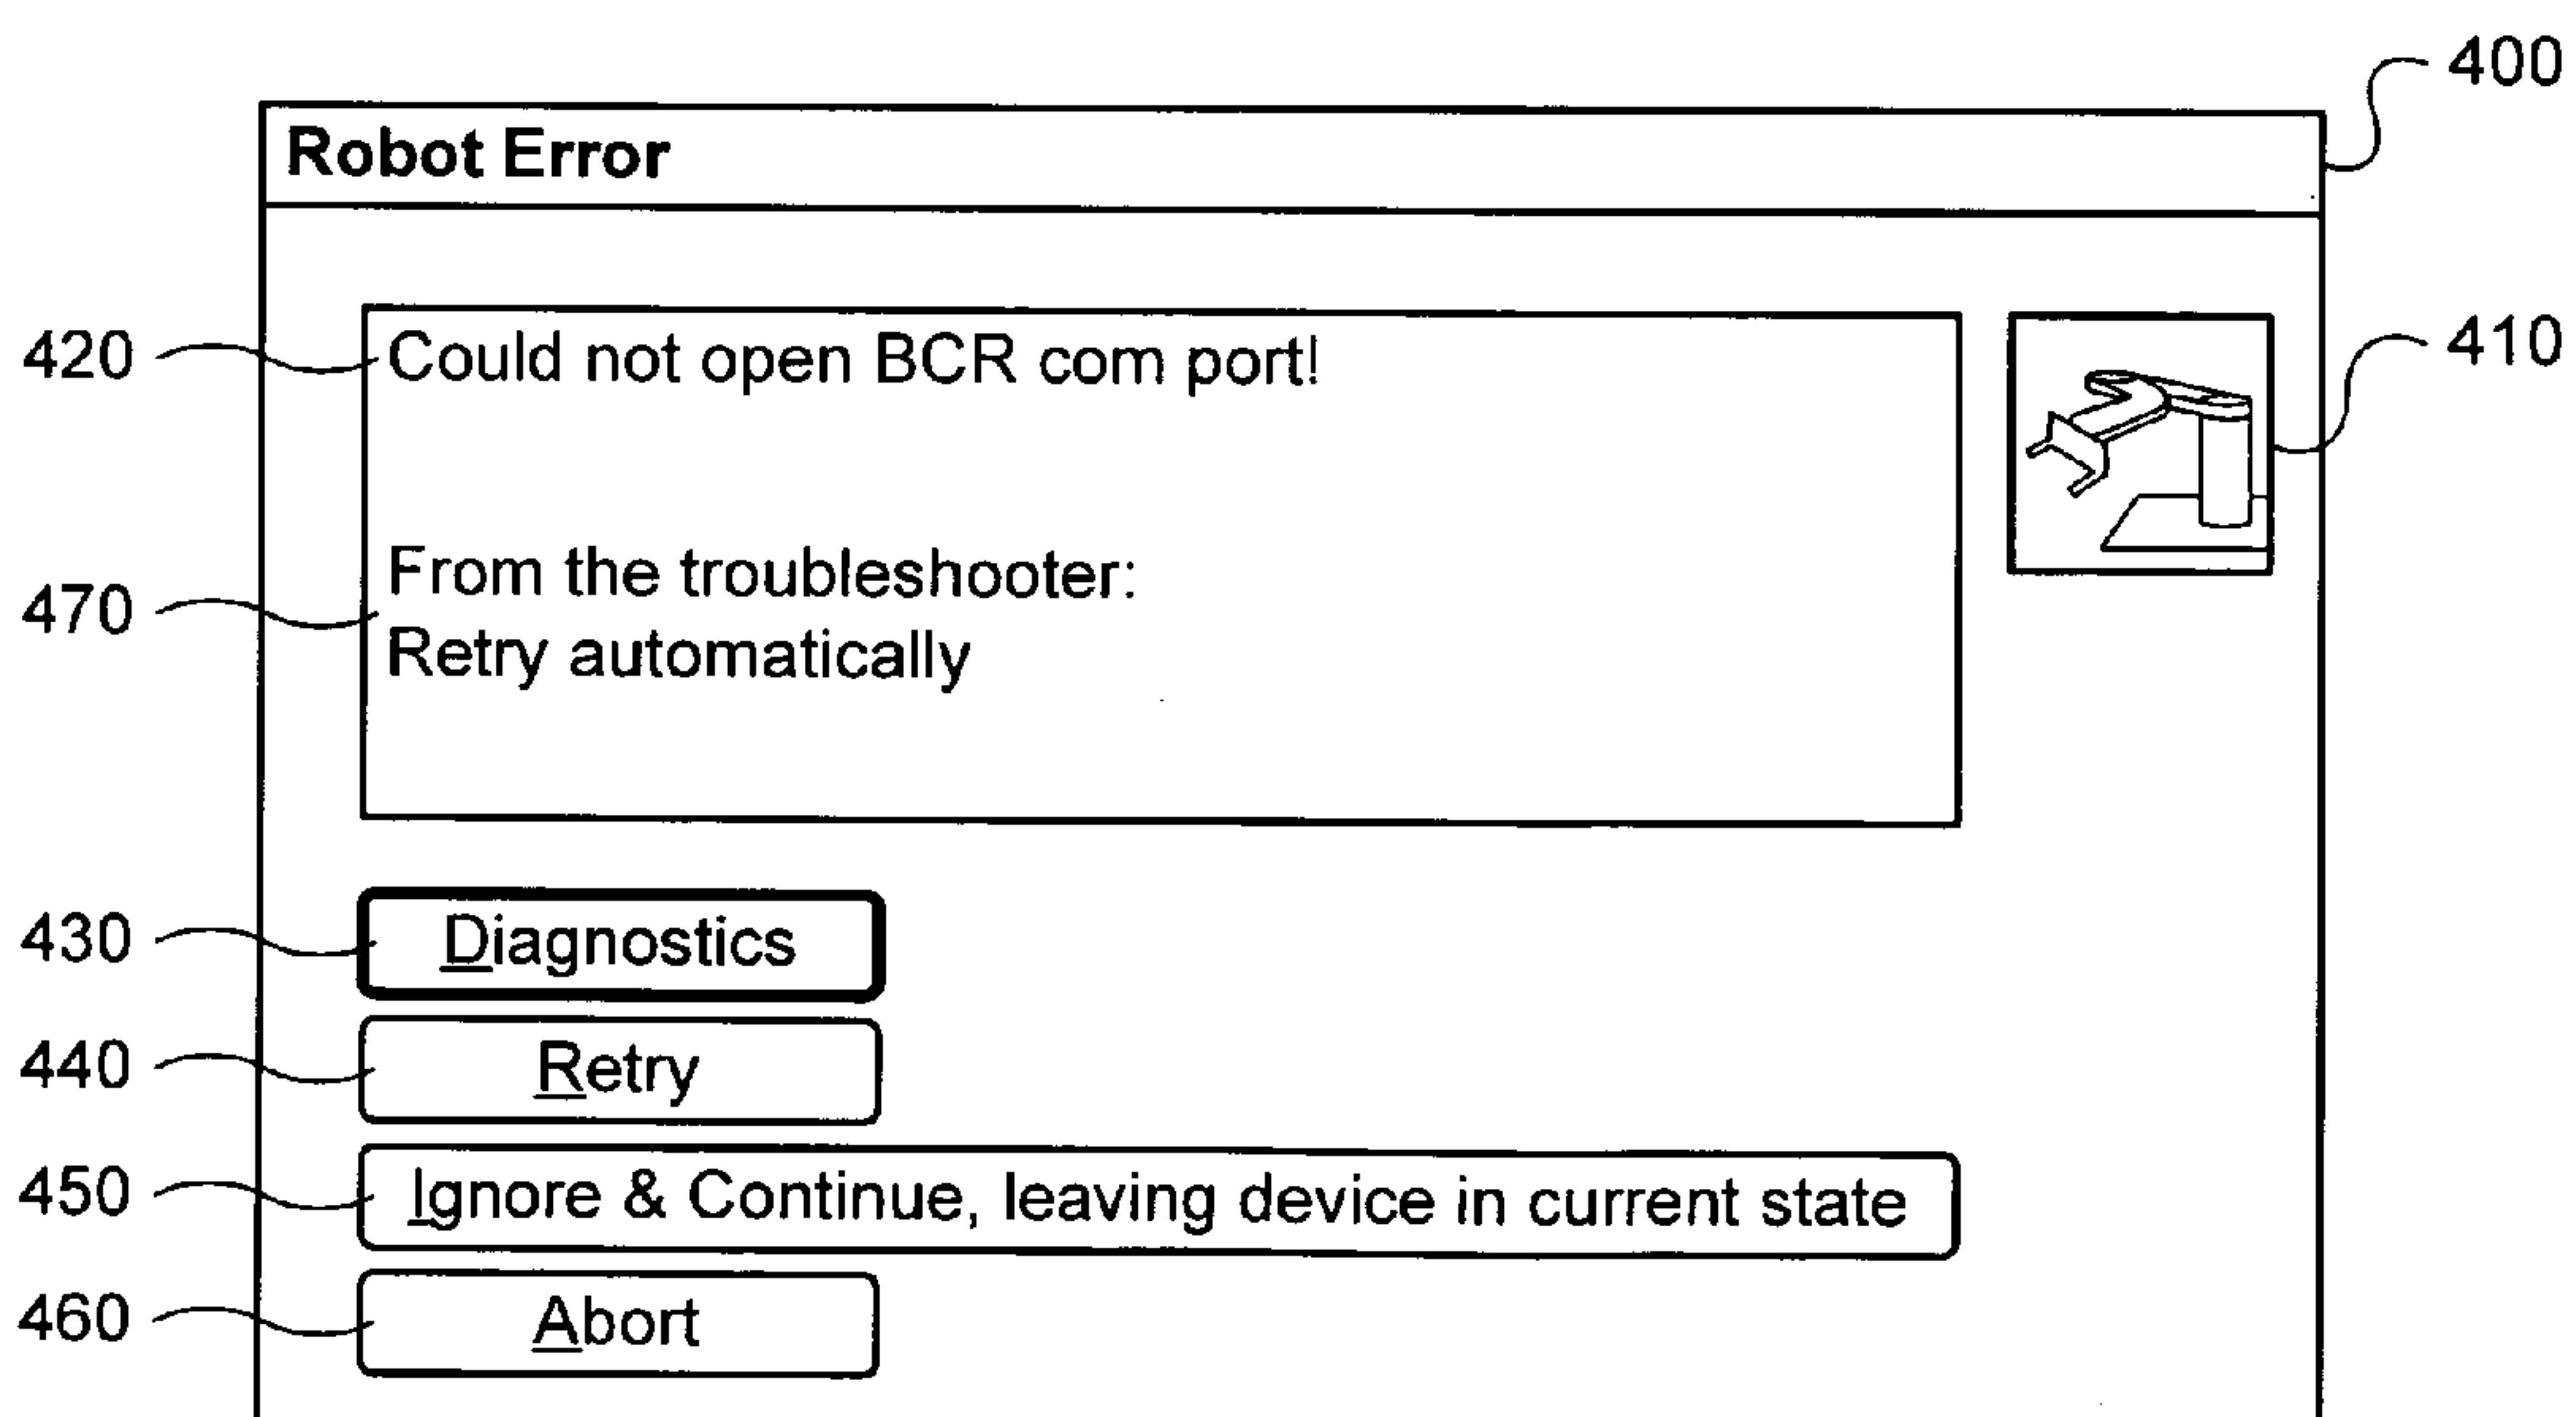 400
Robot Error
420
Could not open BCR com port!
410
From the troubleshooter:
470
Retry automatically
430
Diagnostics
440
Retry
450
Ignore & Continue, leaving device in current state
460
Abort